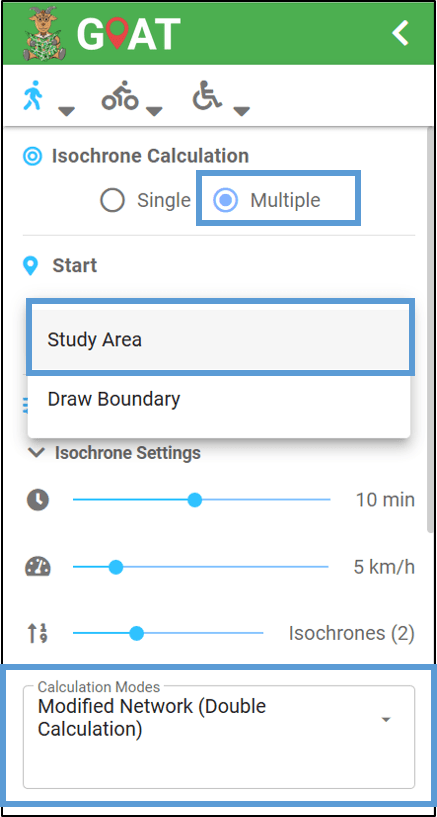 GOAT
Isochrone Calculation
Single
Multiple
Start
Study Area
Draw Boundary
Isochrone Settings
10 min
5 km/h
Isochrones (2)
Calculation Modes
Modified Network (Double
Calculation)